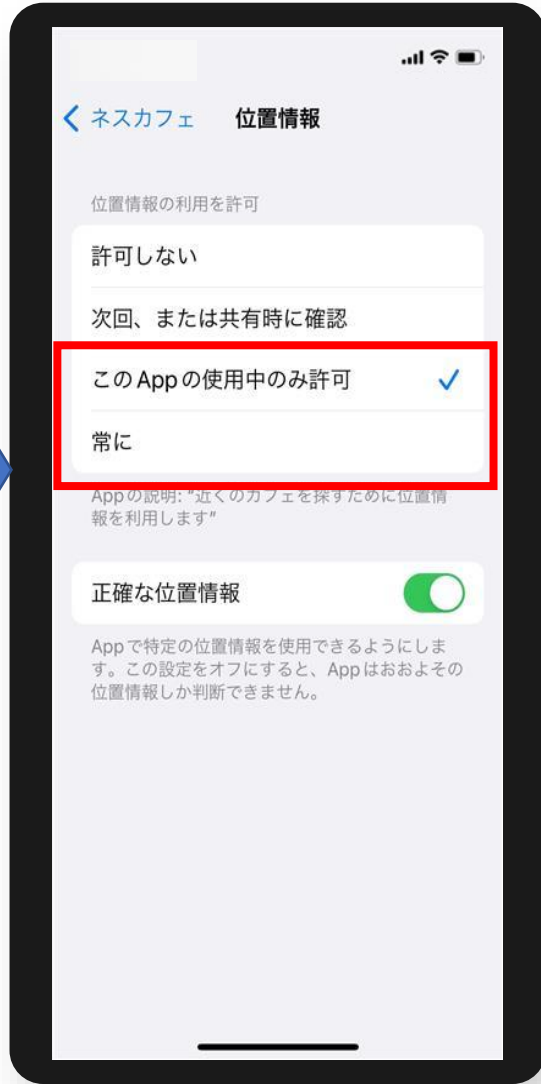 ネスカフェ 位置情報
位置情報の利用を許可
許可しない
次回、または共有時に確認
このAppの使用中のみ許可
常に
Appの説明: "近くのカフェを探すために位置情
報を利用します"
正確な位置情報
Appで特定の位置情報を使用できるようにしま
す。この設定をオフにすると、Appはおおよその
位置情報しか判断できません。